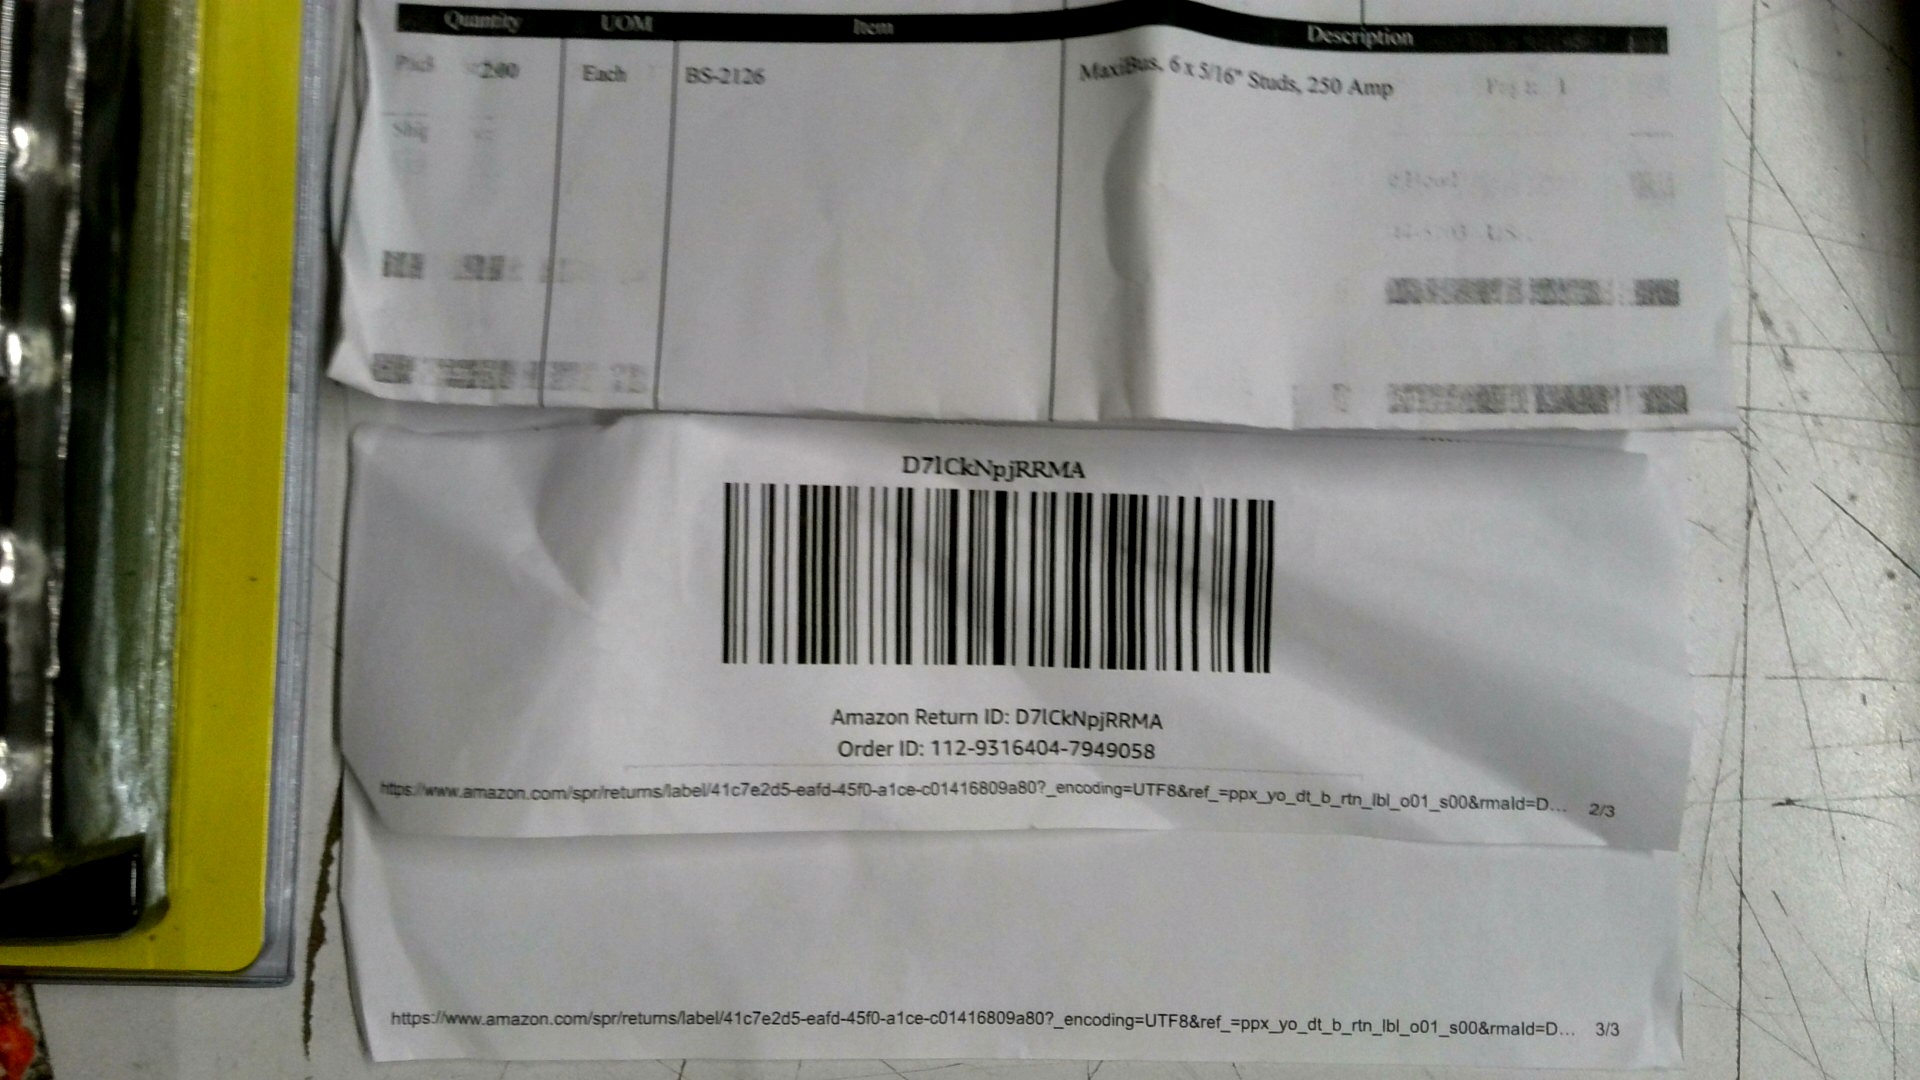 Quantity UOM Item Description
2.00 Each BS-2126 MaxiBus, 6 x 5/16" Studs, 250 Amp
D7lCkNpjRRMA
Amazon Return ID: D7lCkNpjRRMA
Order ID: 112-9316404-7949058
https://www.amazon.com/spr/returns/label/41c7e2d5-eafd-45f0-a1ce-c01416809a80?_encoding=UTF8&ref_=ppx_yo_dt_b_rtn_lbl_o01_s00&rmaId=D... 2/3
https://www.amazon.com/spr/returns/label/41c7e2d5-eafd-45f0-a1ce-c01416809a80?_encoding=UTF8&ref_=ppx_yo_dt_b_rtn_lbl_o01_s00&rmaId=D... 3/3